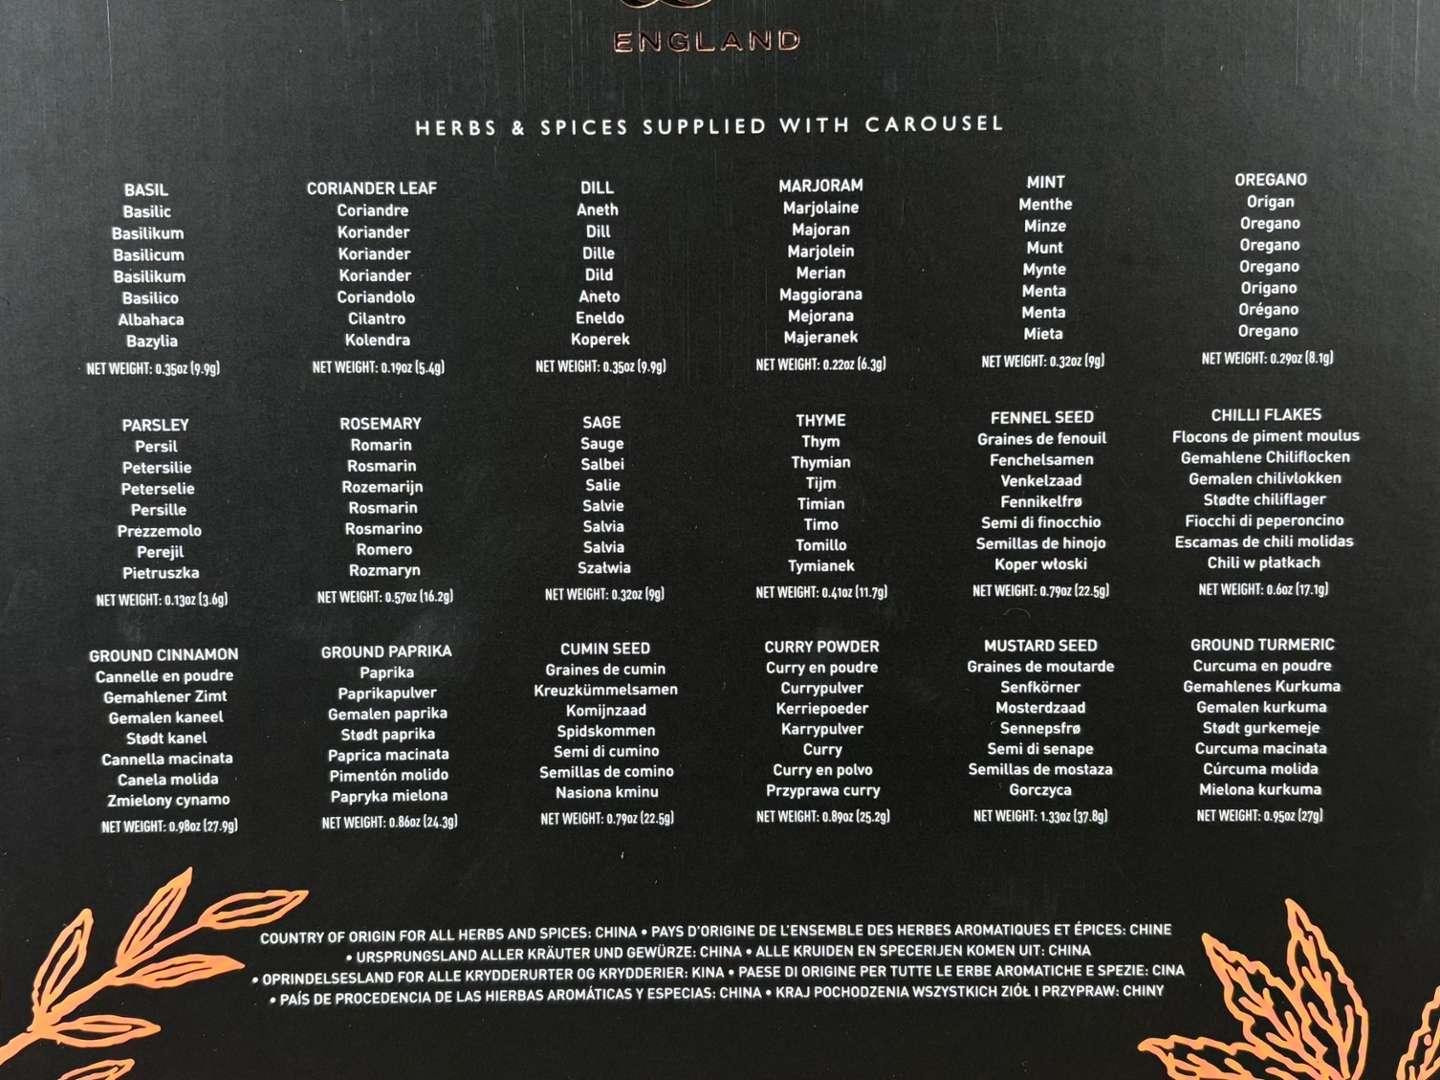 ENGLAND
HERBS & SPICES SUPPLIED WITH CAROUSEL
BASIL
Basilic
Basilikum
Basilicum
Basilikum
Basilico
Albahaca
Bazylia
NET WEIGHT: 0.35oz (9.9g)
CORIANDER LEAF
Coriandre
Koriander
Koriander
Koriander
Coriandolo
Cilantro
Kolendra
NET WEIGHT: 0.19oz (5.4g)
DILL
Aneth
Dill
Dille
Dild
Aneto
Eneldo
Koperek
NET WEIGHT: 0.35oz (9.9g)
MARJORAM
Marjolaine
Majoran
Marjolein
Merian
Maggiorana
Mejorana
Majeranek
NET WEIGHT: 0.22oz (6.3g)
MINT
Menthe
Minze
Munt
Mynte
Menta
Menta
Mieta
NET WEIGHT: 0.32oz (9g)
OREGANO
Origan
Oregano
Oregano
Oregano
Origano
Orégano
Oregano
NET WEIGHT: 0.29oz (8.1g)
PARSLEY
Persil
Petersilie
Peterselie
Persille
Prezzemolo
Perejil
Pietruszka
NET WEIGHT: 0.13oz (3.6g)
ROSEMARY
Romarin
Rosmarin
Rozemarijn
Rosmarin
Rosmarino
Romero
Rozmaryn
NET WEIGHT: 0.57oz (16.2g)
SAGE
Sauge
Salbei
Salie
Salvie
Salvia
Salvia
Szałwia
NET WEIGHT: 0.32oz (9g)
THYME
Thym
Thymian
Tijm
Timian
Timo
Tomillo
Tymianek
NET WEIGHT: 0.41oz (11.7g)
FENNEL SEED
Graines de fenouil
Fenchelsamen
Venkelzaad
Fennikelfrø
Semi di finocchio
Semillas de hinojo
Koper włoski
NET WEIGHT: 0.79oz (22.5g)
CHILLI FLAKES
Flocons de piment moulus
Gemahlene Chiliflocken
Gemalen chilivlokken
Stødte chiliflager
Fiocchi di peperoncino
Escamas de chili molidas
Chili w płatkach
NET WEIGHT: 0.6oz (17.1g)
GROUND CINNAMON
Cannelle en poudre
Gemahlener Zimt
Gemalen kaneel
Stødt kanel
Cannella macinata
Canela molida
Zmielony cynamo
NET WEIGHT: 0.98oz (27.9g)
GROUND PAPRIKA
Paprika
Paprikapulver
Gemalen paprika
Stødt paprika
Paprica macinata
Pimentón molido
Papryka mielona
NET WEIGHT: 0.86oz (24.3g)
CUMIN SEED
Graines de cumin
Kreuzkümmelsamen
Komijnzaad
Spidskommen
Semi di cumino
Semillas de comino
Nasiona kminu
NET WEIGHT: 0.79oz (22.5g)
CURRY POWDER
Curry en poudre
Currypulver
Kerriepoeder
Karrypulver
Curry
Curry en polvo
Przyprawa curry
NET WEIGHT: 0.89oz (25.2g)
MUSTARD SEED
Graines de moutarde
Senfkörner
Mosterdzaad
Sennepsfrø
Semi di senape
Semillas de mostaza
Gorczyca
NET WEIGHT: 1.33oz (37.8g)
GROUND TURMERIC
Curcuma en poudre
Gemahlenes Kurkuma
Gemalen kurkuma
Stødt gurkemeje
Curcuma macinata
Cúrcuma molida
Mielona kurkuma
NET WEIGHT: 0.95oz (27g)
COUNTRY OF ORIGIN FOR ALL HERBS AND SPICES: CHINA • PAYS D'ORIGINE DE L'ENSEMBLE DES HERBES AROMATIQUES ET ÉPICES: CHINE
• URSPRUNGSLAND ALLER KRÄUTER UND GEWÜRZE: CHINA • ALLE KRUIDEN EN SPECERIJEN KOMEN UIT: CHINA
• OPRINDELSESLAND FOR ALLE KRYDDERURTER OG KRYDDERIER: KINA • PAESE DI ORIGINE PER TUTTE LE ERBE AROMATICHE E SPEZIE: CINA
• PAÍS DE PROCEDENCIA DE LAS HIERBAS AROMÁTICAS Y ESPECIAS: CHINA • KRAJ POCHODZENIA WSZYSTKICH ZIÓŁ I PRZYPRAW: CHINY